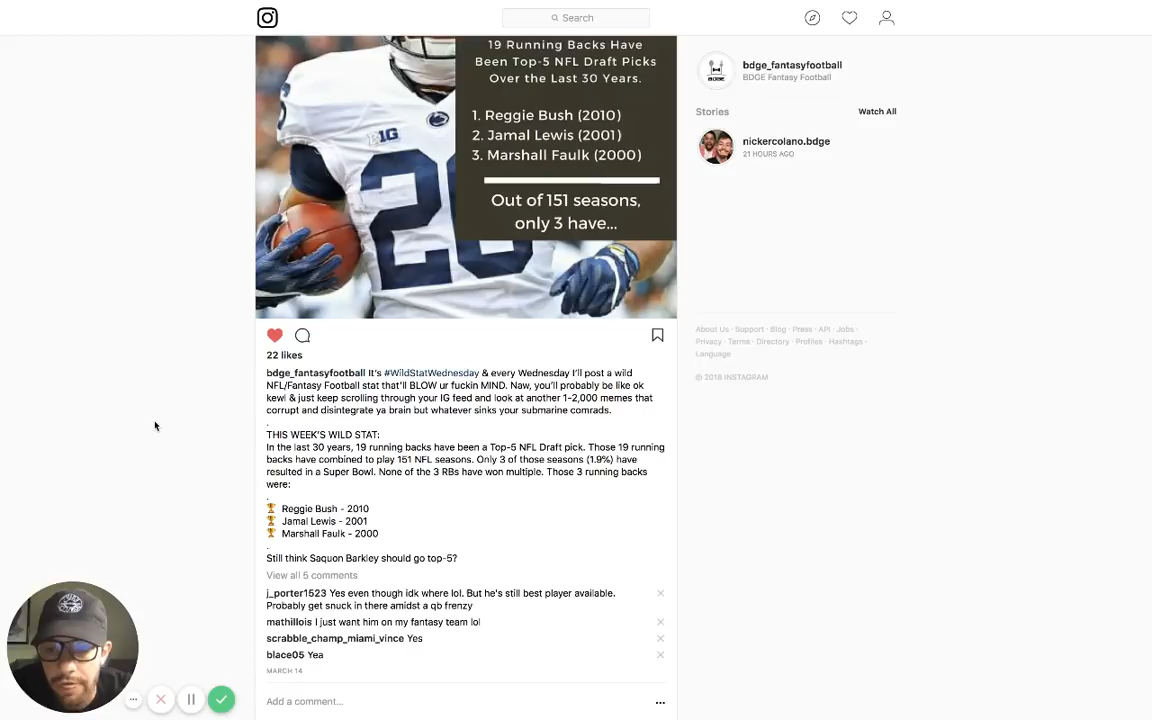 Search
19 Running Backs Have
Been Top-5 NFL Draft Picks
Over the Last 30 Years.
1. Reggie Bush (2010)
2. Jamal Lewis (2001)
3. Marshall Faulk (2000)
Out of 151 seasons,
only 3 have...
B1G
26
22 likes
bdge_fantasyfootball It's #WildStatWednesday & every Wednesday I'll post a wild
NFL/Fantasy Football stat that'll BLOW ur fuckin MIND. Naw, you'll probably be like ok
kewl & just keep scrolling through your IG feed and look at another 1-2,000 memes that
corrupt and disintegrate ya brain but whatever sinks your submarine comrads.
.
THIS WEEK'S WILD STAT:
In the last 30 years, 19 running backs have been a Top-5 NFL Draft pick. Those 19 running
backs have combined to play 151 NFL seasons. Only 3 of those seasons (1.9%) have
resulted in a Super Bowl. None of the 3 RBs have won multiple. Those 3 running backs
were:
.
🏆 Reggie Bush - 2010
🏆 Jamal Lewis - 2001
🏆 Marshall Faulk - 2000
.
Still think Saquon Barkley should go top-5?
View all 5 comments
j_porter1523 Yes even though idk where lol. But he's still best player available.
Probably get snuck in there amidst a qb frenzy
mathillois I just want him on my fantasy team lol
scrabble_champ_miami_vince Yes
blace05 Yea
MARCH 14
Add a comment...
bdge_fantasyfootball
BDGE Fantasy Football
Stories Watch All
nickercolano.bdge
21 HOURS AGO
About Us · Support · Blog · Press · API · Jobs ·
Privacy · Terms · Directory · Profiles · Hashtags ·
Language
© 2018 INSTAGRAM